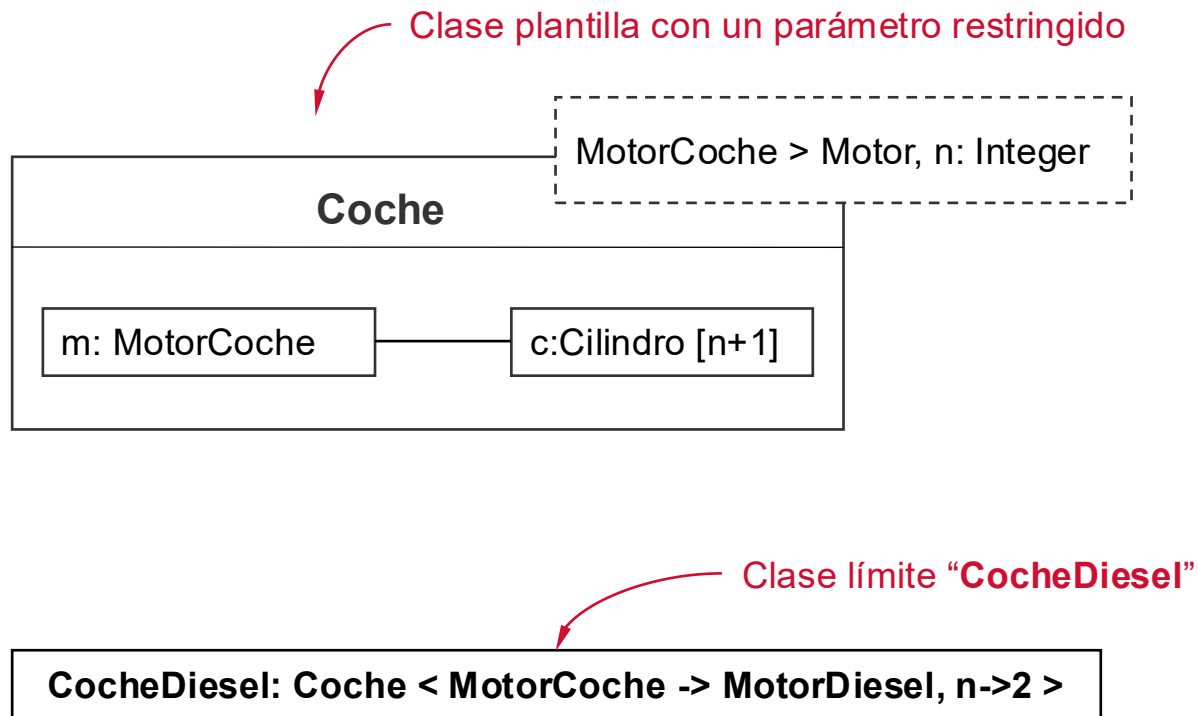 Clase plantilla con un parámetro restringido
MotorCoche > Motor, n: Integer
Coche
m: MotorCoche
c:Cilindro [n+1]
Clase límite “CocheDiesel”
CocheDiesel: Coche < MotorCoche -> MotorDiesel, n->2 >